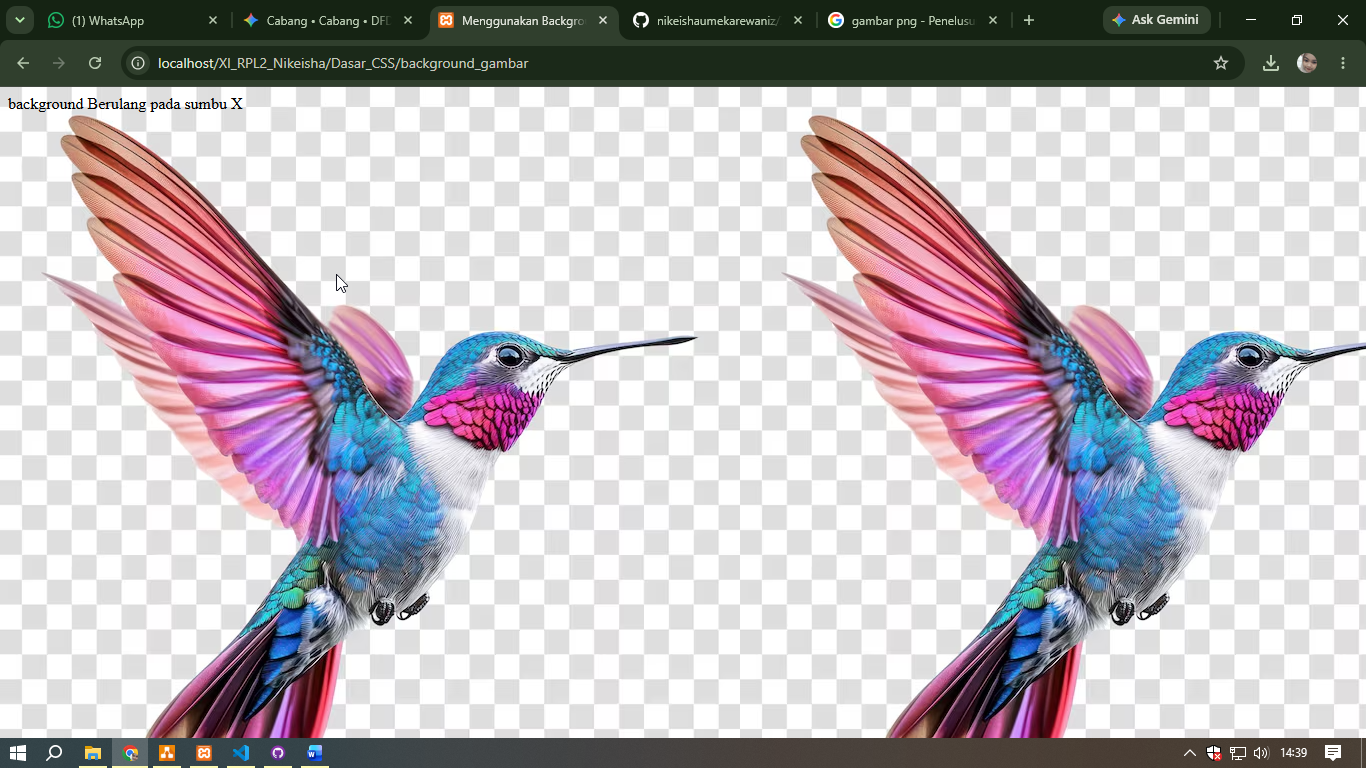 (1) WhatsApp
Cabang • Cabang • DFD
Menggunakan Backgro
nikeishaumekarewaniz/
gambar png - Penelusu
Ask Gemini
localhost/XI_RPL2_Nikeisha/Dasar_CSS/background_gambar
background Berulang pada sumbu X
14:39